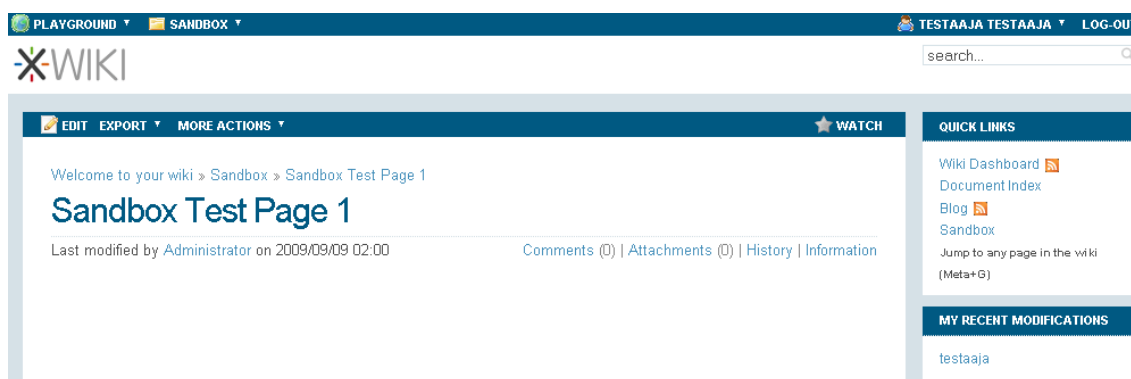 PLAYGROUND SANDBOX TESTAAJA TESTAAJA LOG-OU
XWIKI
search...
EDIT EXPORT MORE ACTIONS WATCH
QUICK LINKS
Welcome to your wiki » Sandbox » Sandbox Test Page 1
Sandbox Test Page 1
Last modified by Administrator on 2009/09/09 02:00
Comments (0) | Attachments (0) | History | Information
Wiki Dashboard
Document Index
Blog
Sandbox
Jump to any page in the wiki
(Meta+G)
MY RECENT MODIFICATIONS
testaaja